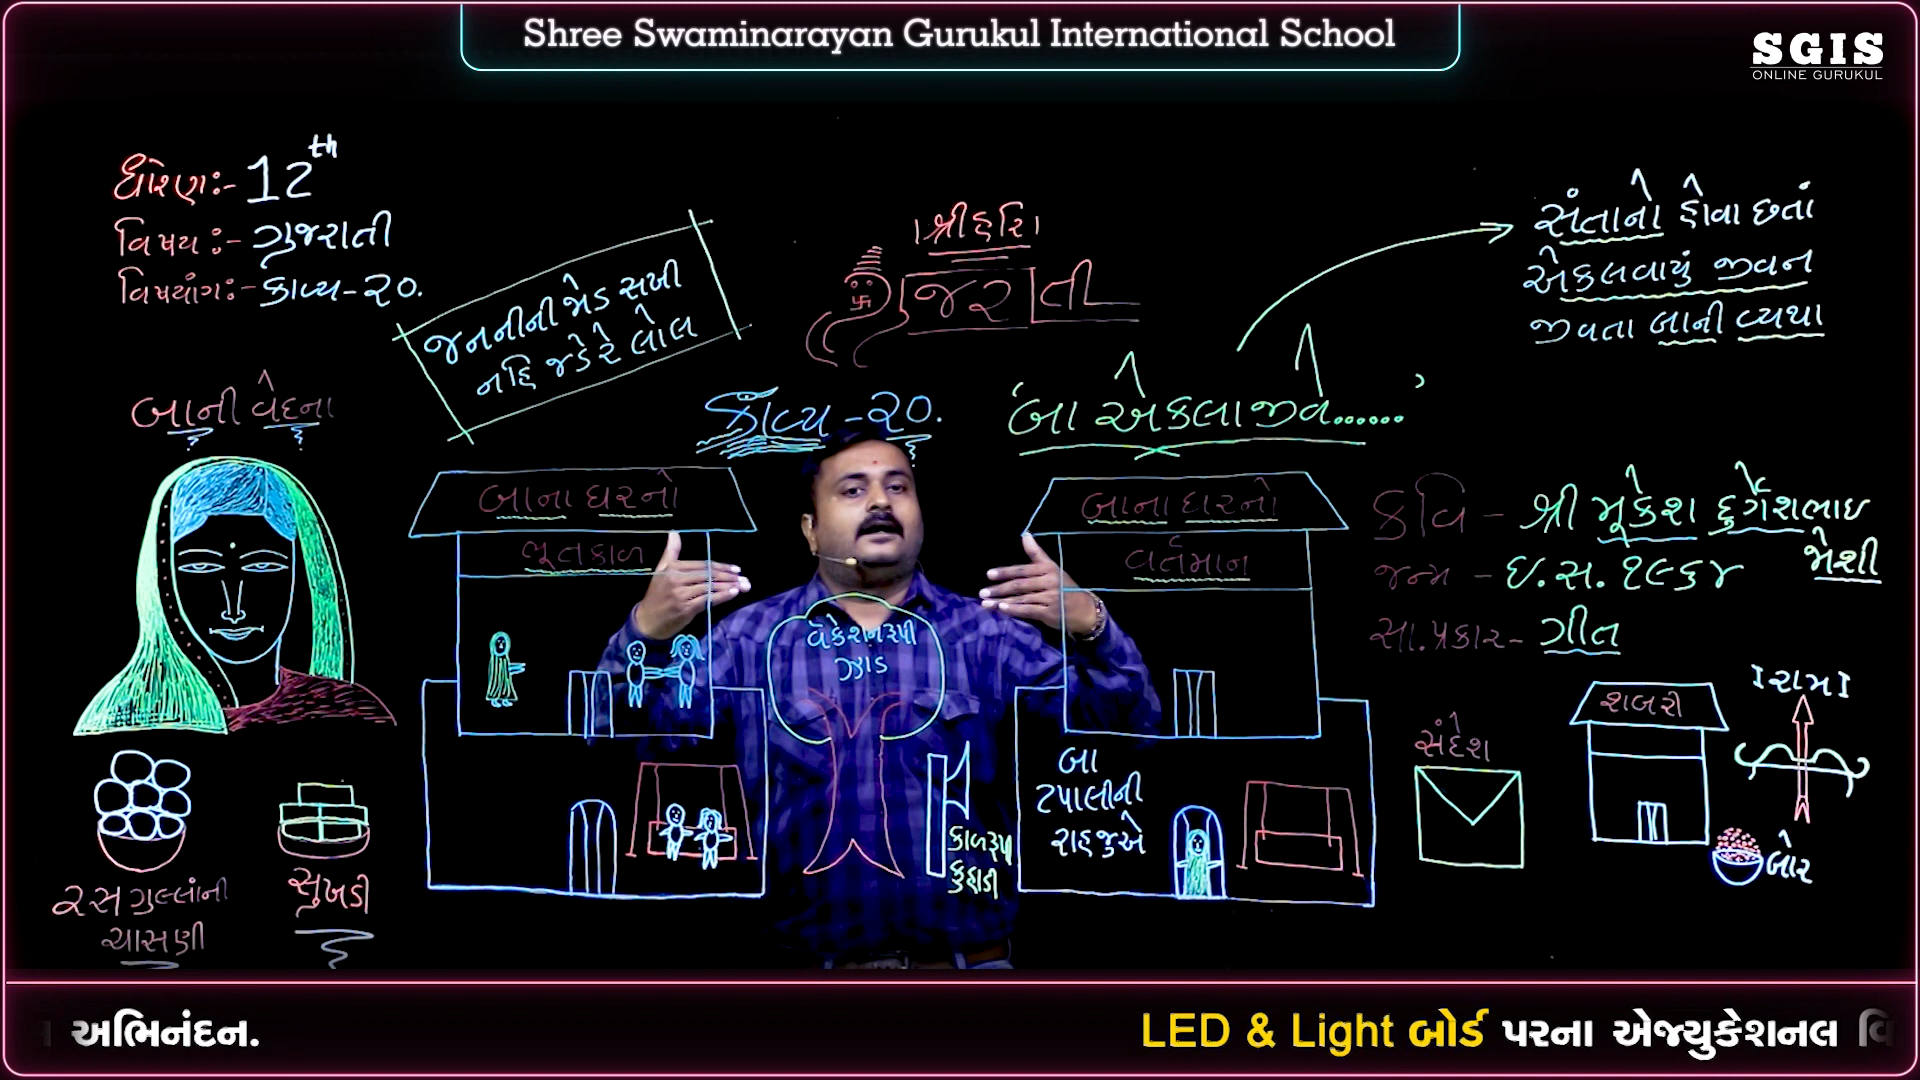 Shree Swaminarayan Gurukul International School
SGIS
ONLINE GURUKUL
ધોરણ:- 12th
વિષય :- ગુજરાતી
વિષયાંગ:- કાવ્ય-૨૦.
જનનીની જોડ સખી
નહિ જડે રે લોલ
।શ્રીહરિ।
જરાતી
સંતાનો હોવા છતાં
એકલવાયું જીવન
જીવતા બાની વ્યથા
કાવ્ય-૨૦.
'બા એકલા જીવે......'
બાની વેદના
બાના ઘરનો
ભૂતકાળ
બાના ઘરનો
વર્તમાન
કવિ - શ્રી મૂકેશ દુર્ગેશભાઇ
જોશી
જન્મ - ઇ.સ. ૧૯૬૪
સા.પ્રકાર- ગીત
વેકેશનરૂપી
ઝાડ
કાળરૂપી
કુહાડી
બા
ટપાલીની
રાહ જુએ
સંદેશ
શબરી
।રામ।
બોર
રસગુલ્લાંની
ચાસણી
સુખડી
અભિનંદન.
LED & Light બોર્ડ પરના એજ્યુકેશનલ વિ